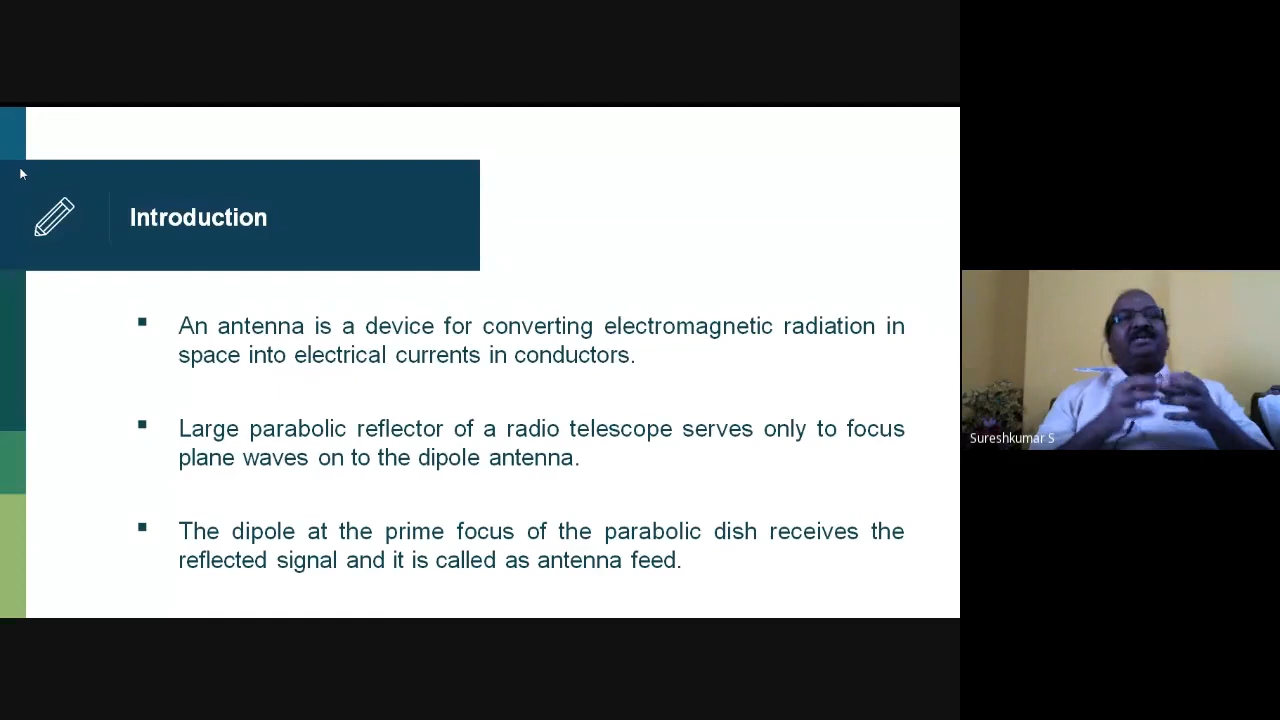 Introduction
An antenna is a device for converting electromagnetic radiation in
space into electrical currents in conductors.
Large parabolic reflector of a radio telescope serves only to focus
plane waves on to the dipole antenna.
The dipole at the prime focus of the parabolic dish receives the
reflected signal and it is called as antenna feed.
Sureshkumar S